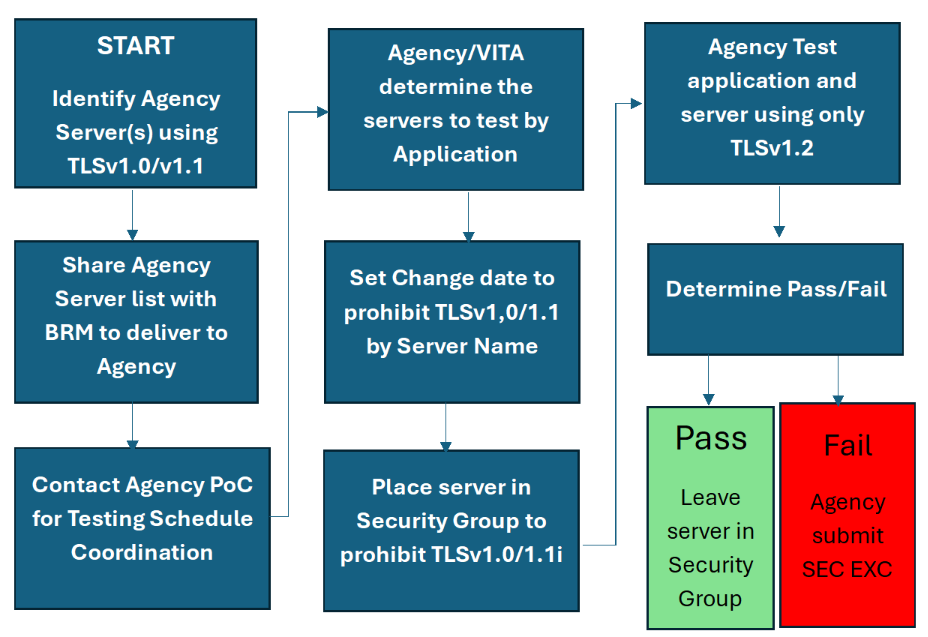 START
Identify Agency
Server(s) using
TLSv1.0/v1.1
Share Agency
Server list with
BRM to deliver to
Agency
Contact Agency PoC
for Testing Schedule
Coordination
Agency/VITA
determine the
servers to test by
Application
Set Change date to
prohibit TLSv1,0/1.1
by Server Name
Place server in
Security Group to
prohibit TLSv1.0/1.1i
Agency Test
application and
server using only
TLSv1.2
Determine Pass/Fail
Pass
Leave
server in
Security
Group
Fail
Agency
submit
SEC EXC